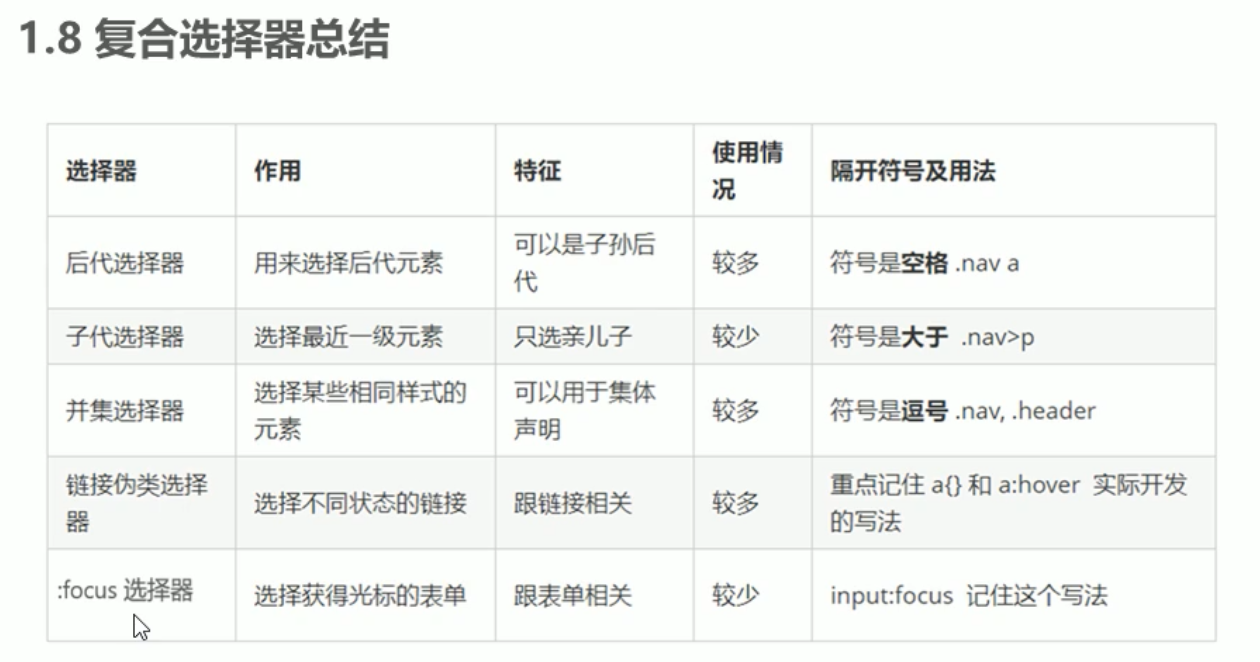 1.8 复合选择器总结
选择器 作用 特征 使用情况 隔开符号及用法
后代选择器 用来选择后代元素 可以是子孙后代 较多 符号是空格 .nav a
子代选择器 选择最近一级元素 只选亲儿子 较少 符号是大于 .nav>p
并集选择器 选择某些相同样式的元素 可以用于集体声明 较多 符号是逗号 .nav, .header
链接伪类选择器 选择不同状态的链接 跟链接相关 较多 重点记住 a{} 和 a:hover 实际开发的写法
:focus 选择器 选择获得光标的表单 跟表单相关 较少 input:focus 记住这个写法